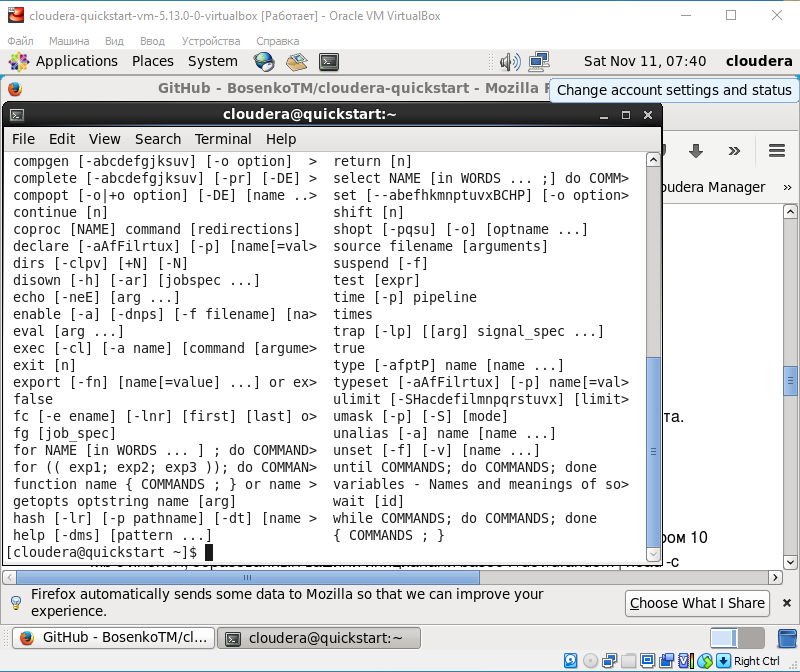 cloudera-quickstart-vm-5.13.0-0-virtualbox [Работает] - Oracle VM VirtualBox
Файл Машина Вид Ввод Устройства Справка
Applications Places System Sat Nov 11, 07:40 cloudera
GitHub - BosenkoTM/cloudera-quickstart - Mozilla F
Change account settings and status
cloudera@quickstart:~
File Edit View Search Terminal Help
oudera Manager »
compgen [-abcdefgjksuv] [-o option] > return [n]
complete [-abcdefgjksuv] [-pr] [-DE] > select NAME [in WORDS ... ;] do COMM>
compopt [-o|+o option] [-DE] [name ..> set [--abefhkmnptuvxBCHP] [-o option>
continue [n] shift [n]
coproc [NAME] command [redirections] shopt [-pqsu] [-o] [optname ...]
declare [-aAfFilrtux] [-p] [name[=val> source filename [arguments]
dirs [-clpv] [+N] [-N] suspend [-f]
disown [-h] [-ar] [jobspec ...] test [expr]
echo [-neE] [arg ...] time [-p] pipeline
enable [-a] [-dnps] [-f filename] [na> times
eval [arg ...] trap [-lp] [[arg] signal_spec ...]
exec [-cl] [-a name] [command [argume> true
exit [n] type [-afptP] name [name ...]
export [-fn] [name[=value] ...] or ex> typeset [-aAfFilrtux] [-p] name[=val>
false ulimit [-SHacdefilmnpqrstuvx] [limit>
fc [-e ename] [-lnr] [first] [last] o> umask [-p] [-S] [mode]
та.
fg [job_spec] unalias [-a] name [name ...]
for NAME [in WORDS ... ] ; do COMMAND> unset [-f] [-v] [name ...]
for (( exp1; exp2; exp3 )); do COMMAN> until COMMANDS; do COMMANDS; done
function name { COMMANDS ; } or name > variables - Names and meanings of so>
getopts optstring name [arg] wait [id]
hash [-lr] [-p pathname] [-dt] [name > while COMMANDS; do COMMANDS; done
help [-dms] [pattern ...] { COMMANDS ; }
ром 10
[cloudera@quickstart ~]$
Firefox automatically sends some data to Mozilla so that we can improve your
experience.
Choose What I Share
GitHub - BosenkoTM/cl... cloudera@quickstart:~
Right Ctrl